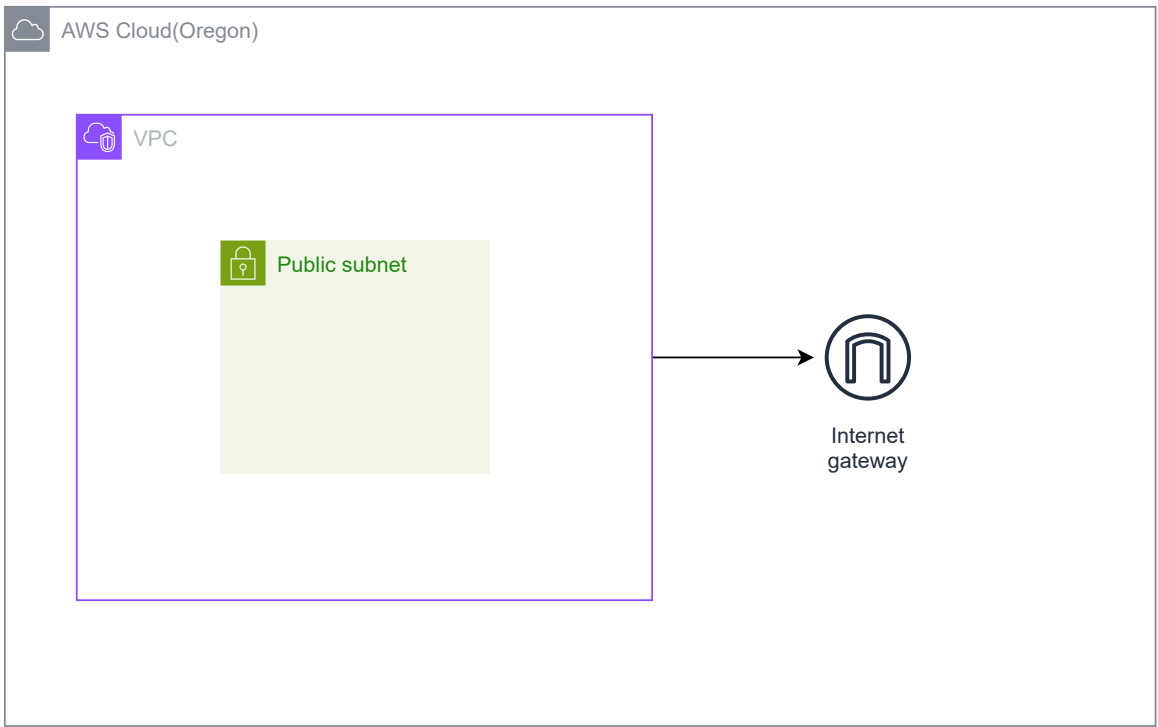 AWS Cloud(Oregon)
VPC
Public subnet
Internet
gateway